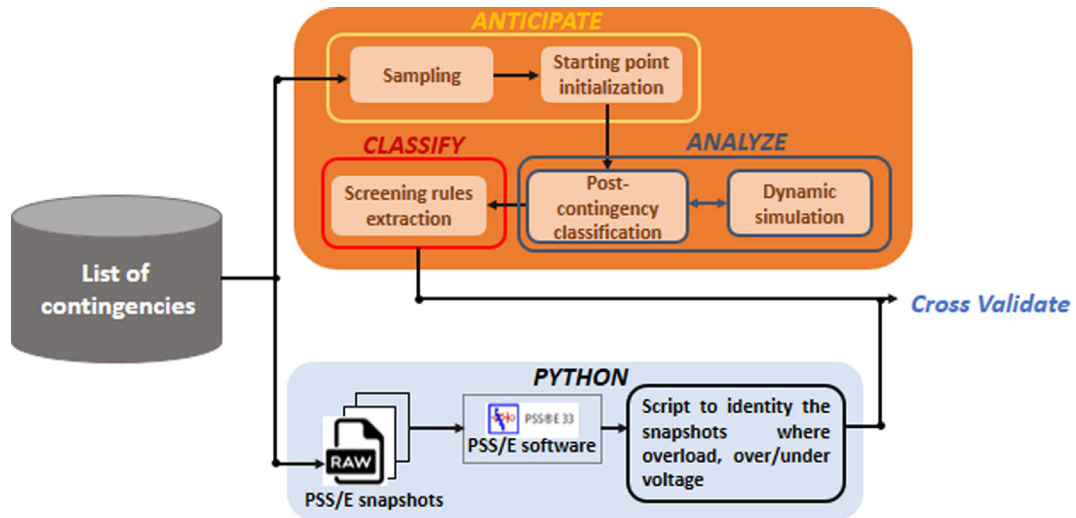 ANTICIPATE
Sampling
Starting point
initialization
CLASSIFY
ANALYZE
Screening rules
extraction
Post-
contingency
classification
Dynamic
simulation
List of
contingencies
Cross Validate
PYTHON
RAW
PSS/E snapshots
PSS®E 33
PSS/E software
Script to identity the
snapshots where
overload, over/under
voltage